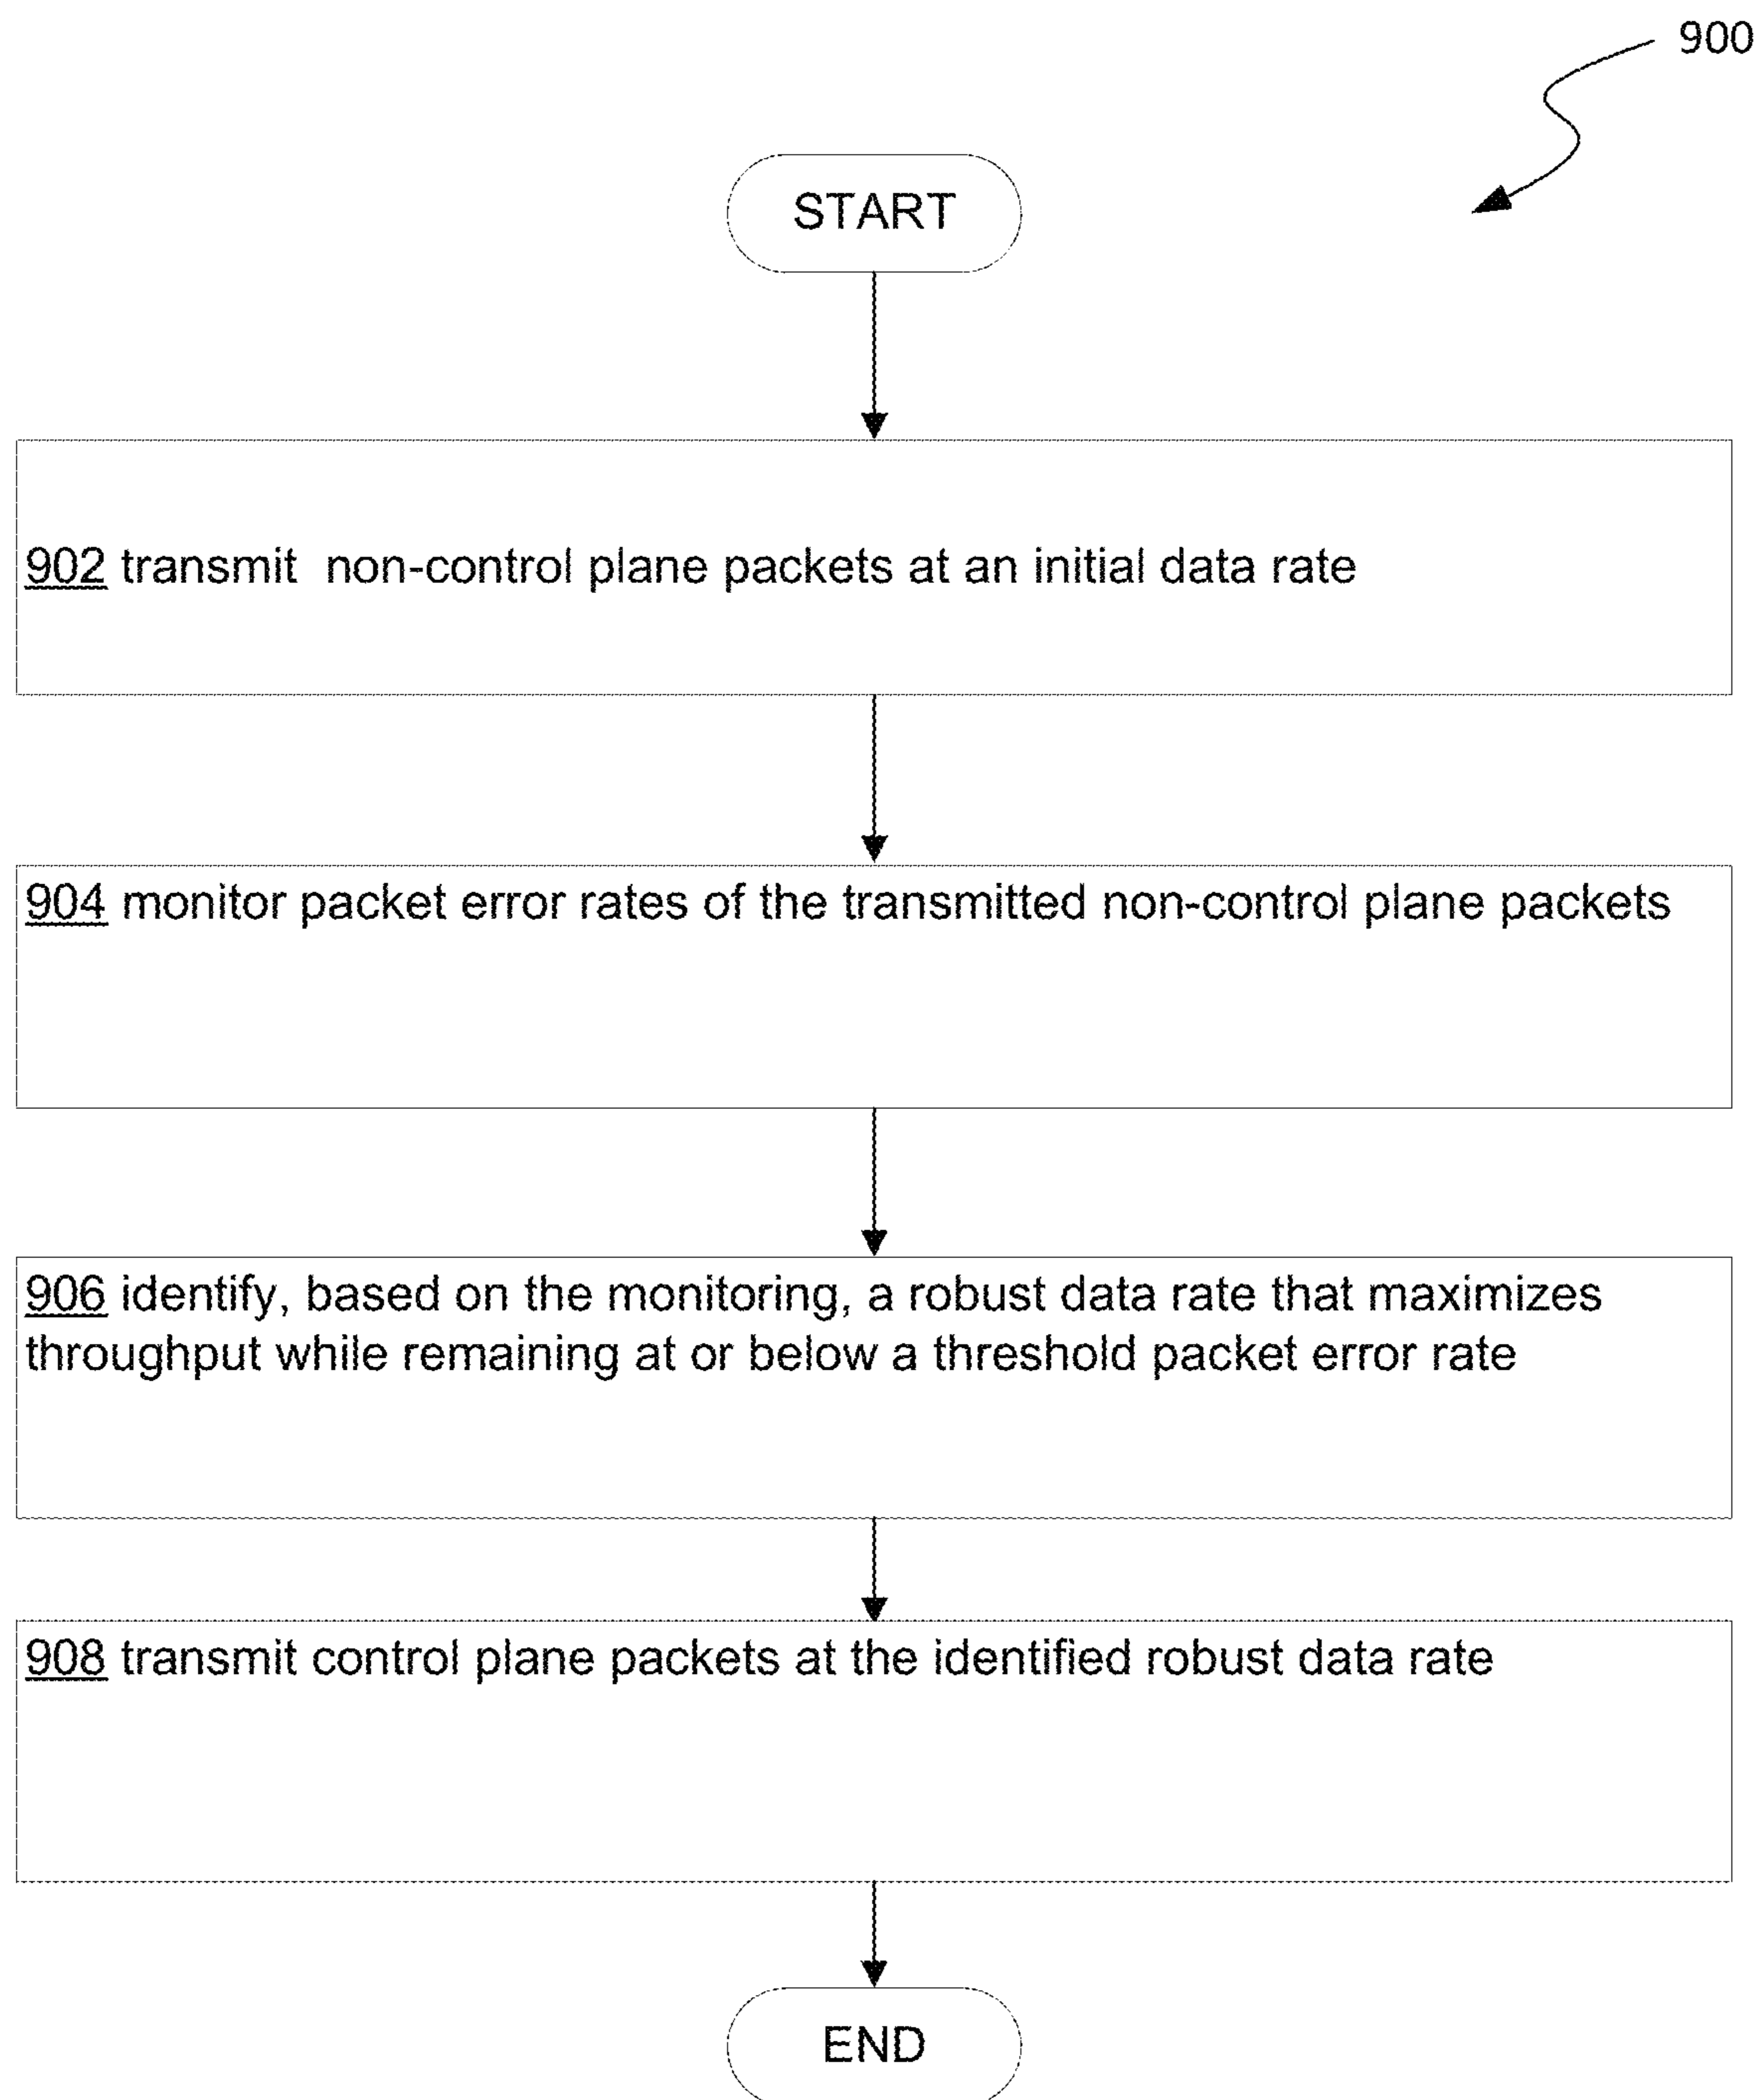 900
START
902 transmit  non-control plane packets at an initial data rate
904 monitor packet error rates of the transmitted non-control plane packets
906 identify, based on the monitoring, a robust data rate that maximizes
throughput while remaining at or below a threshold packet error rate
908 transmit control plane packets at the identified robust data rate
END